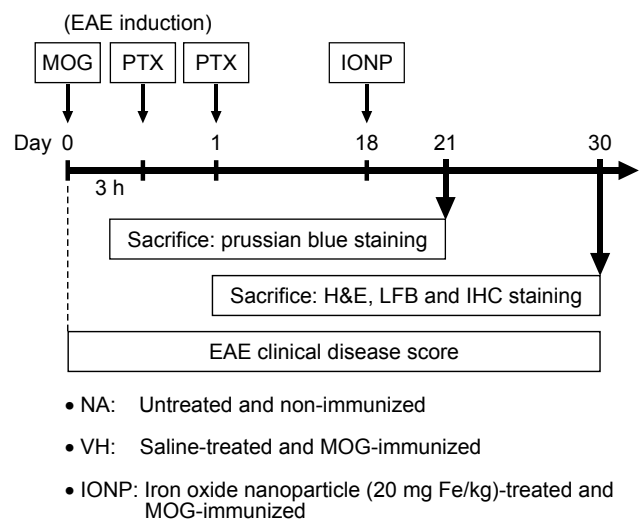 (EAE induction)
MOG PTX PTX IONP
Day 0 1 18 21 30
3 h
Sacrifice: prussian blue staining
Sacrifice: H&E, LFB and IHC staining
EAE clinical disease score
• NA: Untreated and non-immunized
• VH: Saline-treated and MOG-immunized
• IONP: Iron oxide nanoparticle (20 mg Fe/kg)-treated and
MOG-immunized